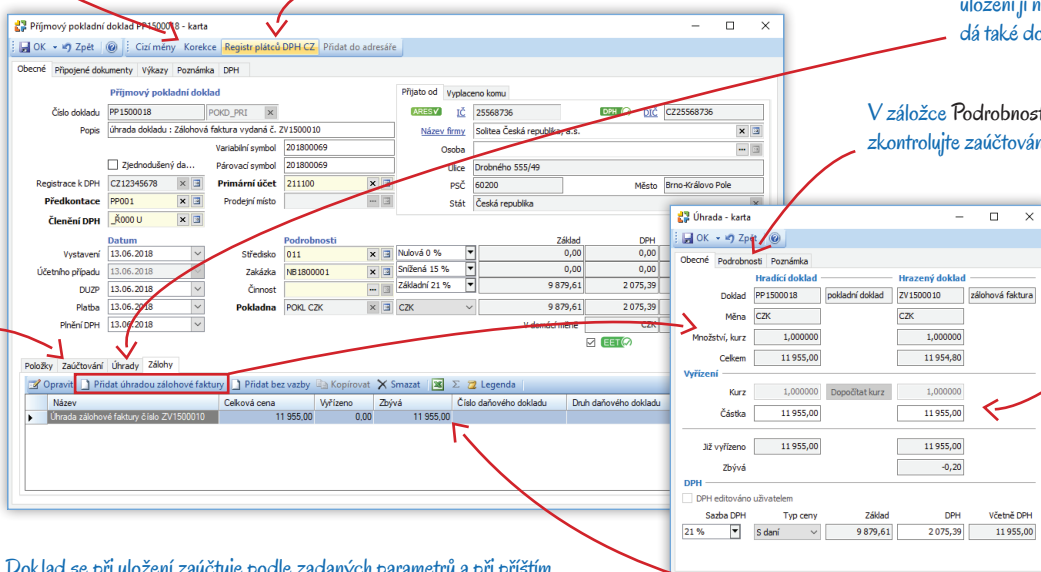 uložení ji n
dá také do
V záložce Podrobnost
zkontrolujte zaúčtován
Příjmový pokladní doklad PP1500018 - karta
OK Zpět Cizí měny Korekce Registr plátců DPH CZ Přidat do adresáře
Obecné Připojené dokumenty Výkazy Poznámka DPH
Příjmový pokladní doklad
Číslo dokladu PP1500018 POKD_PRI
Popis úhrada dokladu : Zálohová faktura vydaná č. ZV1500010
Variabilní symbol 201800069
Zjednodušený da... Párovací symbol 201800069
Registrace k DPH CZ12345678 Primární účet 211100
Předkontace PP001 Prodejní místo
Členění DPH _Ř000 U
Přijato od Vyplaceno komu
ARES IČ 25568736 DPH DIČ CZ25568736
Název firmy Solitea Česká republika, a.s.
Osoba
Ulice Drobného 555/49
PSČ 60200 Město Brno-Královo Pole
Stát Česká republika
Datum Podrobnosti Základ DPH
Vystavení 13.06.2018 Středisko 011 Nulová 0 % 0,00 0,00
Účetního případu 13.06.2018 Zakázka NB1800001 Snížená 15 % 0,00 0,00
DUZP 13.06.2018 Činnost Základní 21 % 9 879,61 2 075,39
Platba 13.06.2018 Pokladna POKL CZK CZK 9 879,61 2 075,39
Plnění DPH 13.06.2018 V domácí měně CZK
EET
Položky Zaúčtování Úhrady Zálohy
Opravit Přidat úhradou zálohové faktury Přidat bez vazby Kopírovat Smazat Σ Legenda
Název Celková cena Vyřízeno Zbývá Číslo daňového dokladu Druh daňového dokladu
Úhrada zálohové faktury číslo ZV1500010 11 955,00 0,00 11 955,00
Úhrada - karta
OK Zpět
Obecné Podrobnosti Poznámka
Hradící doklad Hrazený doklad
Doklad PP1500018 pokladní doklad ZV1500010 zálohová faktura
Měna CZK CZK
Množství, kurz 1,000000 1,000000
Celkem 11 955,00 11 954,80
Vyřízení
Kurz 1,000000 Dopočítat kurz 1,000000
Částka 11 955,00 11 955,00
Již vyřízeno 11 955,00 11 955,00
Zbývá -0,20
DPH
DPH editováno uživatelem
Sazba DPH Typ ceny Základ DPH Včetně DPH
21 % S daní 9 879,61 2 075,39 11 955,00
Doklad se při uložení zaúčtuje podle zadaných parametrů a při příštím